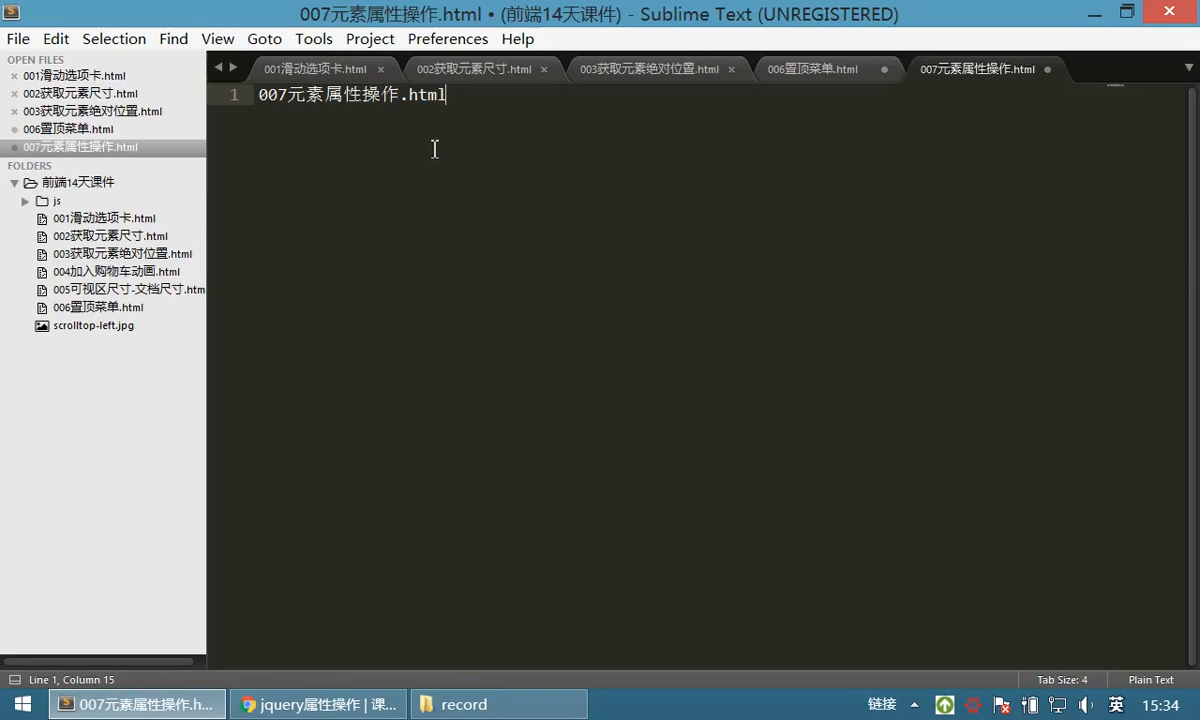 007元素属性操作.html • (前端14天课件) - Sublime Text (UNREGISTERED)
File Edit Selection Find View Goto Tools Project Preferences Help
OPEN FILES
001滑动选项卡.html
002获取元素尺寸.html
003获取元素绝对位置.html
006置顶菜单.html
007元素属性操作.html
FOLDERS
前端14天课件
js
001滑动选项卡.html
002获取元素尺寸.html
003获取元素绝对位置.html
004加入购物车动画.html
005可视区尺寸-文档尺寸.htm
006置顶菜单.html
scrolltop-left.jpg
001滑动选项卡.html 002获取元素尺寸.html 003获取元素绝对位置.html 006置顶菜单.html 007元素属性操作.html
1 007元素属性操作.html
Line 1, Column 15 Tab Size: 4 Plain Text
007元素属性操作.h... jquery属性操作 | 课... record 链接 英 15:34